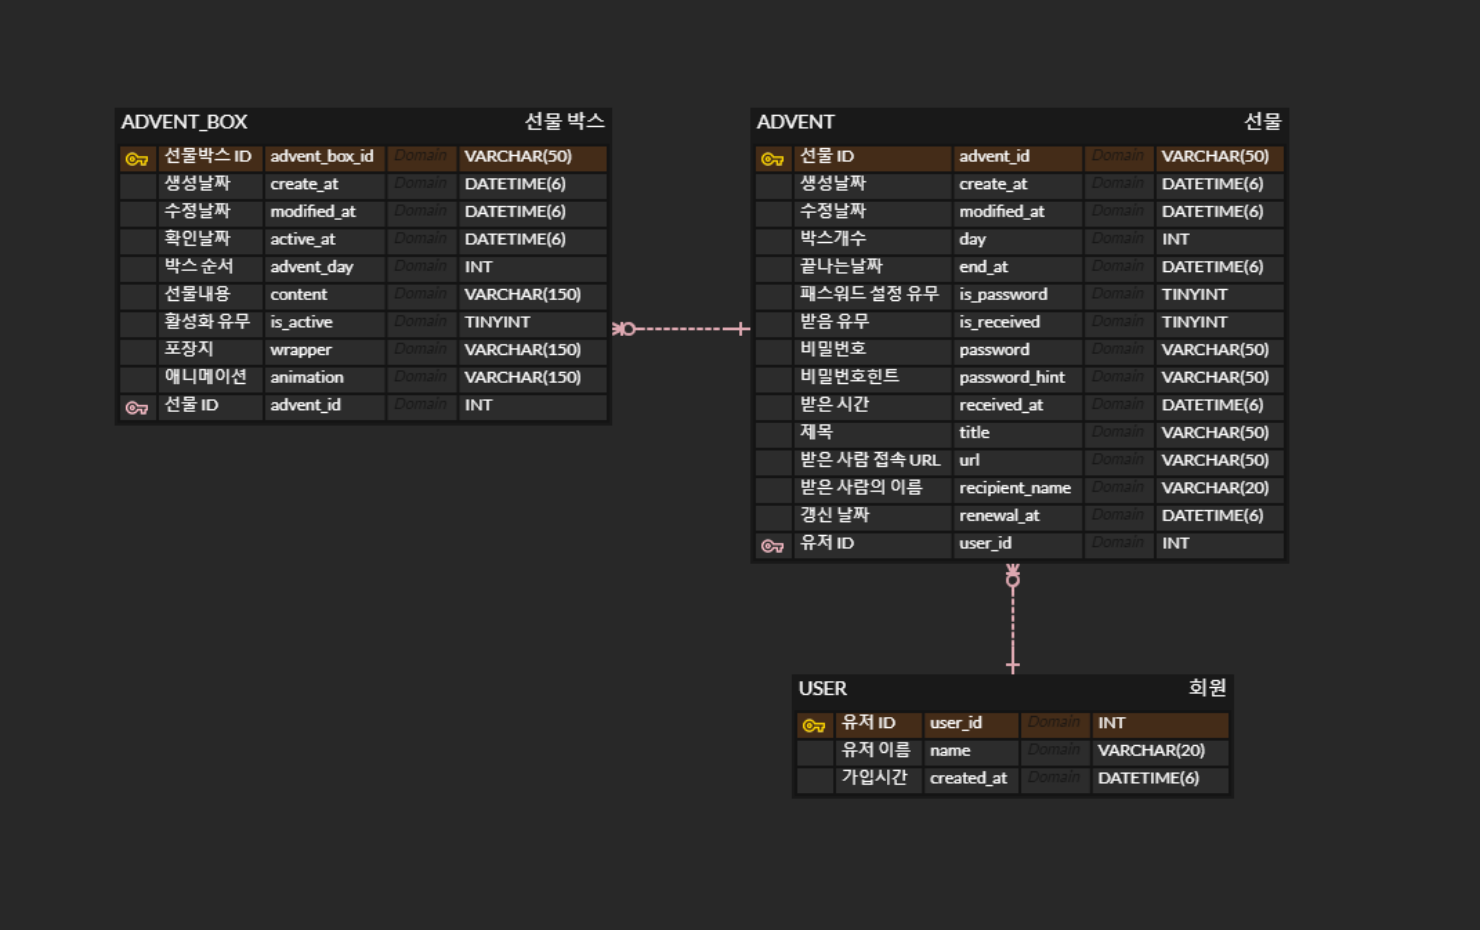 ADVENT_BOX 선물 박스
선물박스 ID advent_box_id Domain VARCHAR(50)
생성날짜 create_at Domain DATETIME(6)
수정날짜 modified_at Domain DATETIME(6)
확인날짜 active_at Domain DATETIME(6)
박스 순서 advent_day Domain INT
선물내용 content Domain VARCHAR(150)
활성화 유무 is_active Domain TINYINT
포장지 wrapper Domain VARCHAR(150)
애니메이션 animation Domain VARCHAR(150)
선물 ID advent_id Domain INT
ADVENT 선물
선물 ID advent_id Domain VARCHAR(50)
생성날짜 create_at Domain DATETIME(6)
수정날짜 modified_at Domain DATETIME(6)
박스개수 day Domain INT
끝나는날짜 end_at Domain DATETIME(6)
패스워드 설정 유무 is_password Domain TINYINT
받음 유무 is_received Domain TINYINT
비밀번호 password Domain VARCHAR(50)
비밀번호힌트 password_hint Domain VARCHAR(50)
받은 시간 received_at Domain DATETIME(6)
제목 title Domain VARCHAR(50)
받은 사람 접속 URL url Domain VARCHAR(50)
받은 사람의 이름 recipient_name Domain VARCHAR(20)
갱신 날짜 renewal_at Domain DATETIME(6)
유저 ID user_id Domain INT
USER 회원
유저 ID user_id Domain INT
유저 이름 name Domain VARCHAR(20)
가입시간 created_at Domain DATETIME(6)